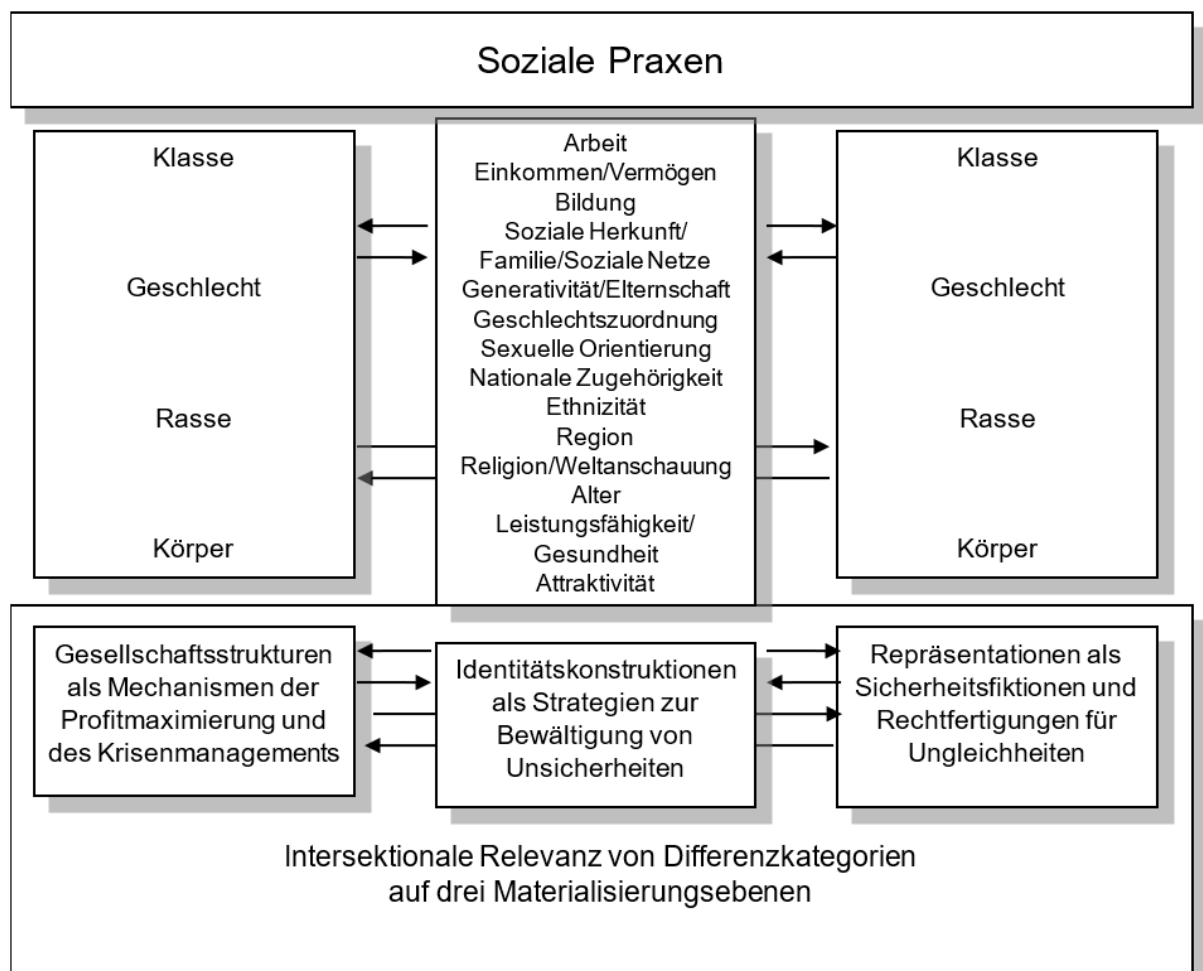 Soziale Praxen
Klasse
Geschlecht
Rasse
Körper
Arbeit
Einkommen/Vermögen
Bildung
Soziale Herkunft/
Familie/Soziale Netze
Generativität/Elternschaft
Geschlechtszuordnung
Sexuelle Orientierung
Nationale Zugehörigkeit
Ethnizität
Region
Religion/Weltanschauung
Alter
Leistungsfähigkeit/
Gesundheit
Attraktivität
Klasse
Geschlecht
Rasse
Körper
Gesellschaftsstrukturen
als Mechanismen der
Profitmaximierung und
des Krisenmanagements
Identitätskonstruktionen
als Strategien zur
Bewältigung von
Unsicherheiten
Repräsentationen als
Sicherheitsfiktionen und
Rechtfertigungen für
Ungleichheiten
Intersektionale Relevanz von Differenzkategorien
auf drei Materialisierungsebenen